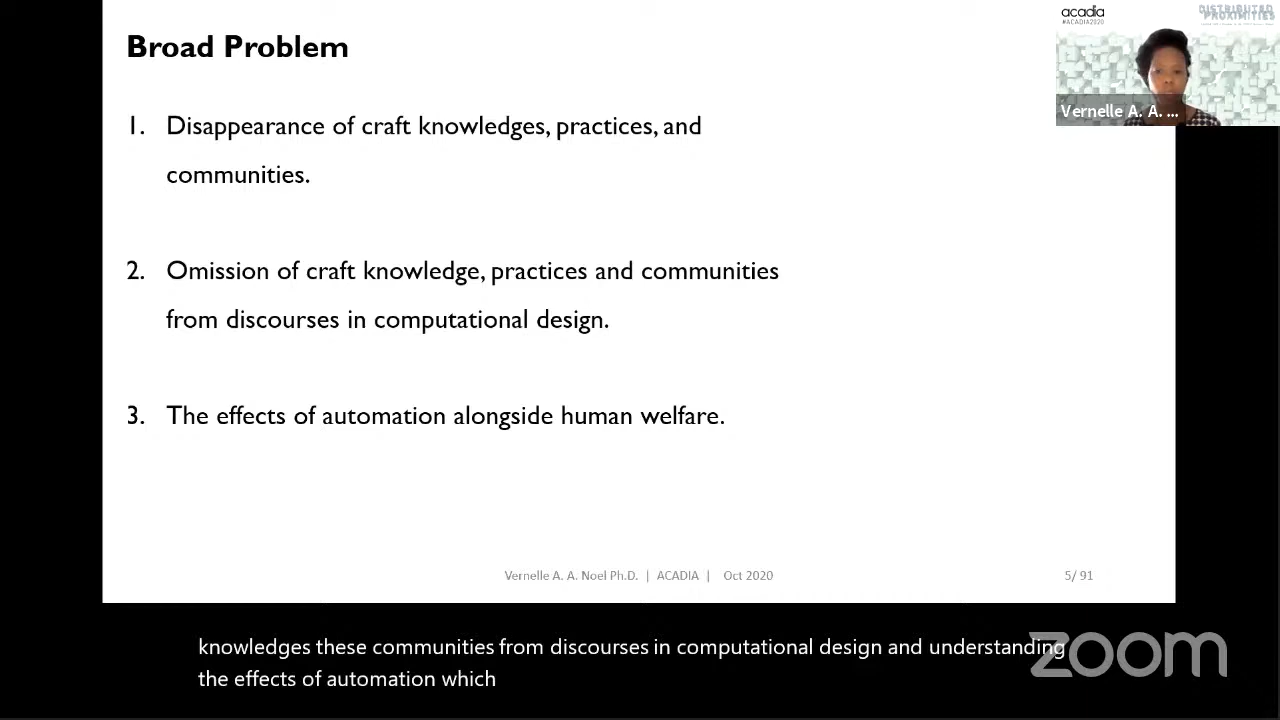 Broad Problem
acadia
#ACADIA2020
DISTRIBUTED
PROXIMITIES
Vernelle A. A. ...
1. Disappearance of craft knowledges, practices, and
communities.
2. Omission of craft knowledge, practices and communities
from discourses in computational design.
3. The effects of automation alongside human welfare.
Vernelle A. A. Noel Ph.D. | ACADIA | Oct 2020
5/ 91
knowledges these communities from discourses in computational design and understanding
the effects of automation which
zoom